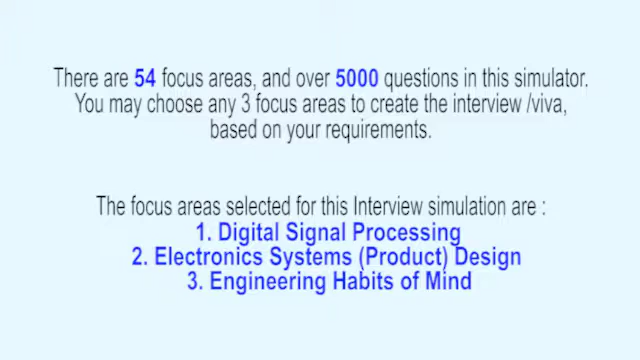 There are 54 focus areas, and over 5000 questions in this simulator.
You may choose any 3 focus areas to create the interview /viva,
based on your requirements.
The focus areas selected for this Interview simulation are :
1. Digital Signal Processing
2. Electronics Systems (Product) Design
3. Engineering Habits of Mind